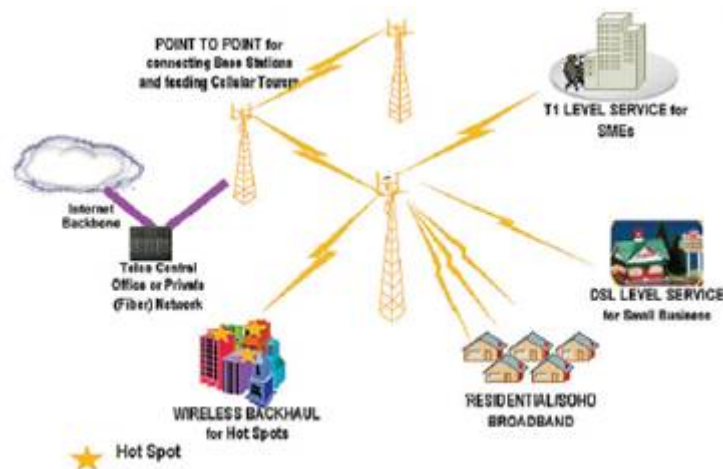 POINT TO POINT for
connecting Base Stations
and feeding Cellular Towers
T1 LEVEL SERVICE for
SMEs
Internet
Backbone
Telco Central
Office or Private
(Fiber) Network
DSL LEVEL SERVICE
for Small Business
WIRELESS BACKHAUL
for Hot Spots
RESIDENTIAL/SOHO
BROADBAND
Hot Spot